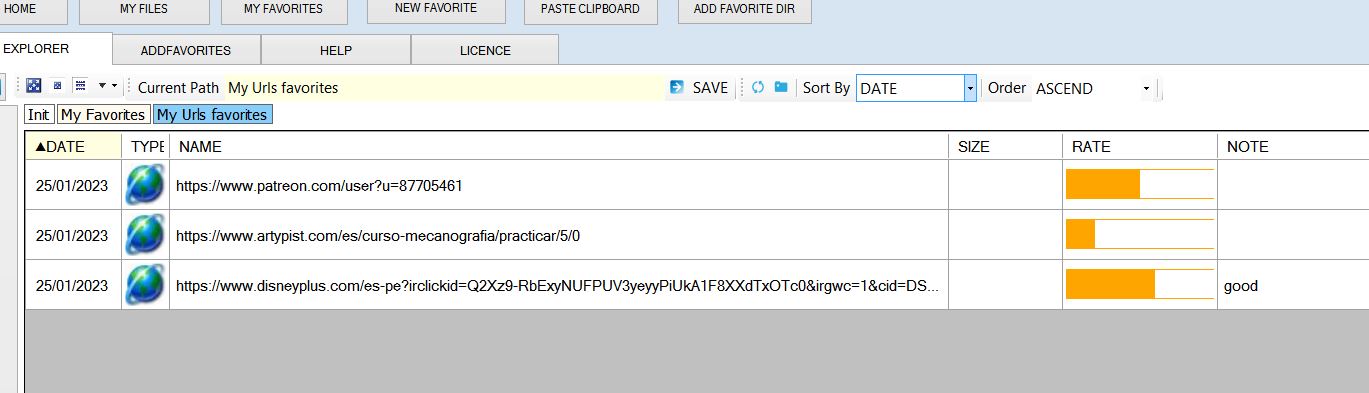 HOME MY FILES MY FAVORITES NEW FAVORITE PASTE CLIPBOARD ADD FAVORITE DIR
EXPLORER ADDFAVORITES HELP LICENCE
Current Path My Urls favorites SAVE Sort By DATE Order ASCEND
Init My Favorites My Urls favorites
▲DATE TYPE NAME SIZE RATE NOTE
25/01/2023 https://www.patreon.com/user?u=87705461
25/01/2023 https://www.artypist.com/es/curso-mecanografia/practicar/5/0
25/01/2023 https://www.disneyplus.com/es-pe?irclickid=Q2Xz9-RbExyNUFPUV3yeyyPiUkA1F8XXdTxOTc0&irgwc=1&cid=DS... good